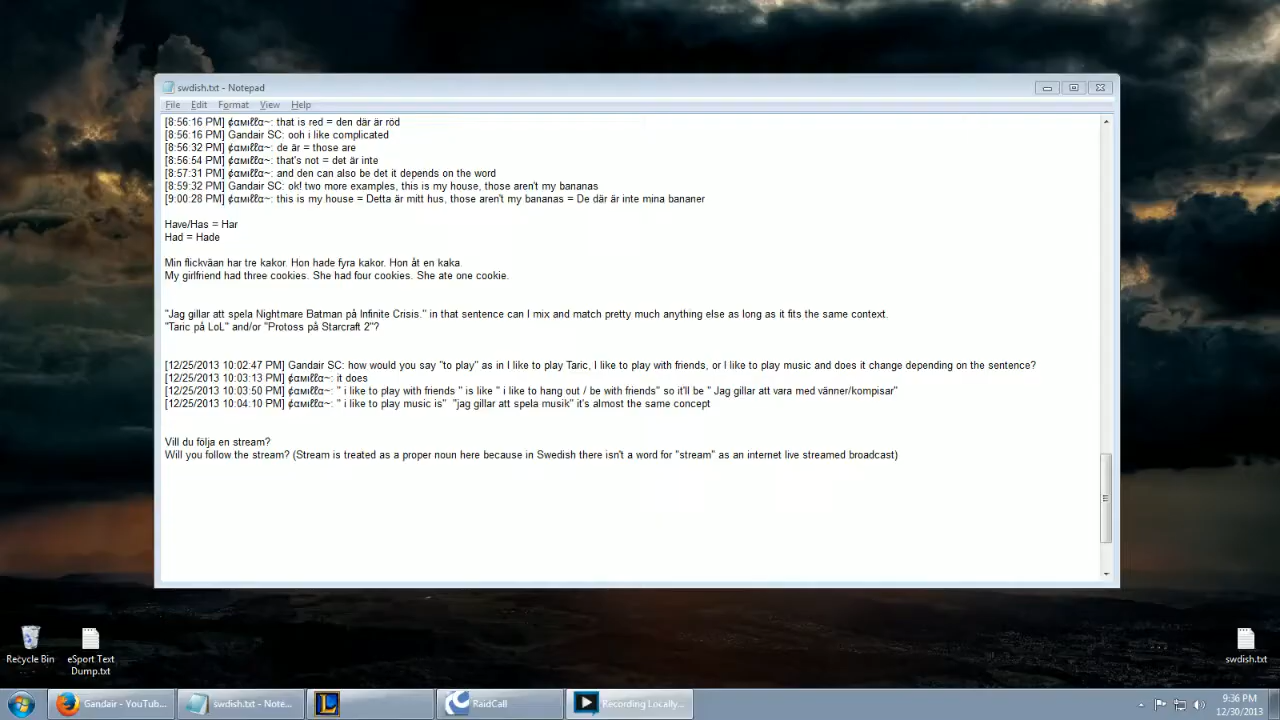 swdish.txt - Notepad
File Edit Format View Help
[8:56:16 PM] ¢αмιℓℓα~: that is red = den där är röd
[8:56:16 PM] Gandair SC: ooh i like complicated
[8:56:32 PM] ¢αмιℓℓα~: de är = those are
[8:56:54 PM] ¢αмιℓℓα~: that's not = det är inte
[8:57:31 PM] ¢αмιℓℓα~: and den can also be det it depends on the word
[8:59:32 PM] Gandair SC: ok! two more examples, this is my house, those aren't my bananas
[9:00:28 PM] ¢αмιℓℓα~: this is my house = Detta är mitt hus, those aren't my bananas = De där är inte mina bananer
Have/Has = Har
Had = Hade
Min flickväan har tre kakor. Hon hade fyra kakor. Hon åt en kaka.
My girlfriend had three cookies. She had four cookies. She ate one cookie.
"Jag gillar att spela Nightmare Batman på Infinite Crisis." in that sentence can I mix and match pretty much anything else as long as it fits the same context.
"Taric på LoL" and/or "Protoss på Starcraft 2"?
[12/25/2013 10:02:47 PM] Gandair SC: how would you say "to play" as in I like to play Taric, I like to play with friends, or I like to play music and does it change depending on the sentence?
[12/25/2013 10:03:13 PM] ¢αмιℓℓα~: it does
[12/25/2013 10:03:50 PM] ¢αмιℓℓα~: " i like to play with friends " is like " i like to hang out / be with friends" so it'll be " Jag gillar att vara med vänner/kompisar"
[12/25/2013 10:04:10 PM] ¢αмιℓℓα~: " i like to play music is"  "jag gillar att spela musik" it's almost the same concept
Vill du följa en stream?
Will you follow the stream? (Stream is treated as a proper noun here because in Swedish there isn't a word for "stream" as an internet live streamed broadcast)
Recycle Bin
eSport Text
Dump.txt
swdish.txt
Gandair - YouTub...
swdish.txt - Note...
RaidCall
Recording Locally...
9:36 PM
12/30/2013